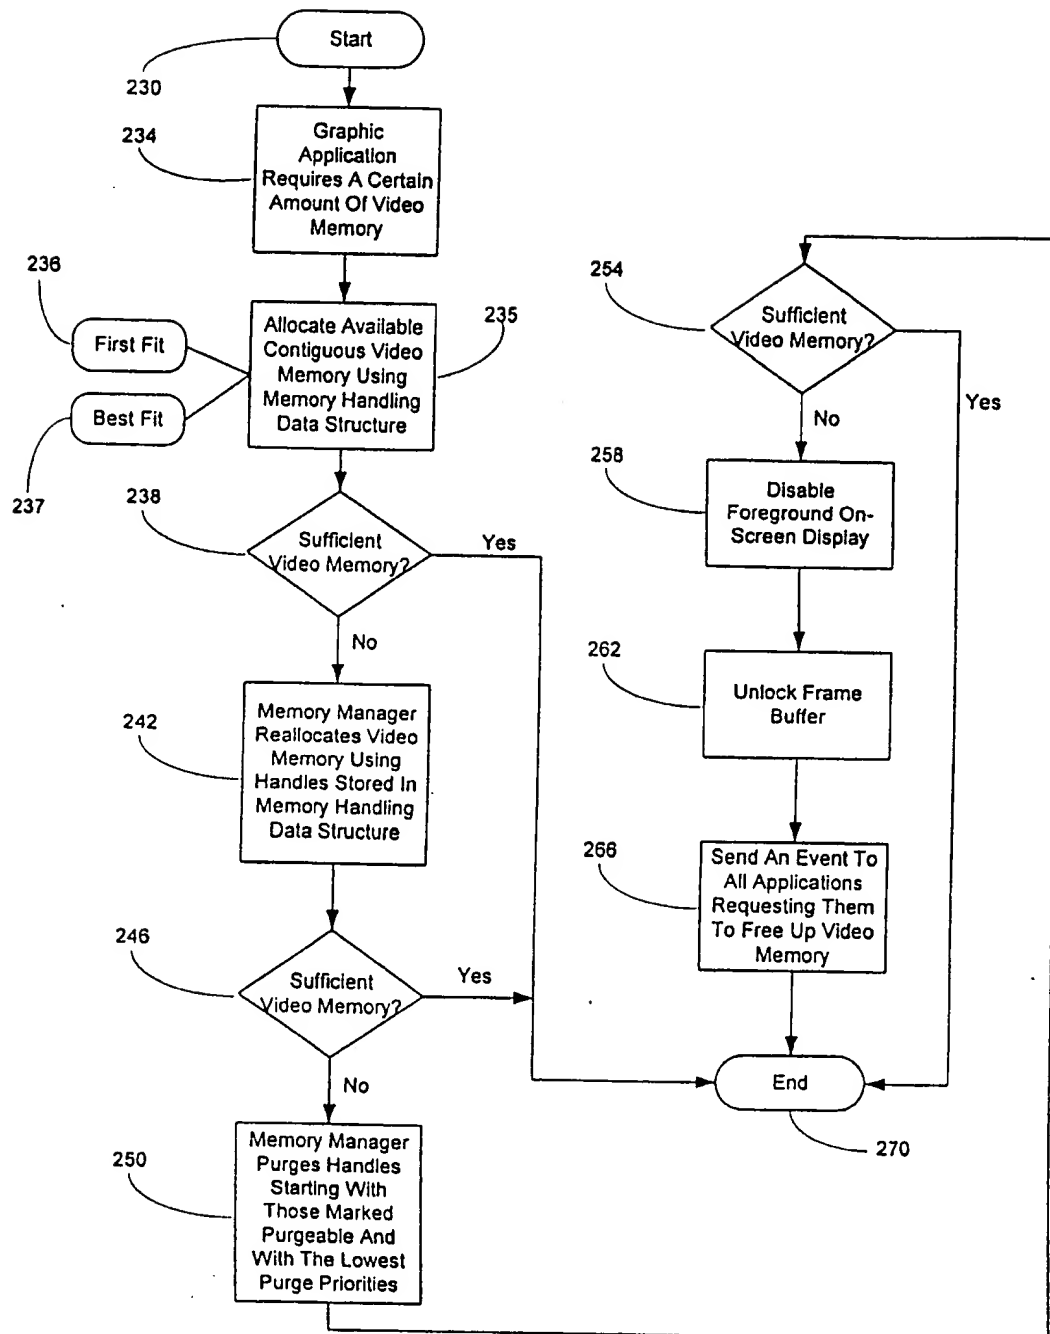 Start
230
234
Graphic
Application
Requires A Certain
Amount Of Video
Memory
236
First Fit
Best Fit
237
Allocate Available
Contiguous Video
Memory Using
Memory Handling
Data Structure
235
238
Sufficient
Video Memory?
Yes
No
242
Memory Manager
Reallocates Video
Memory Using
Handles Stored In
Memory Handling
Data Structure
246
Sufficient
Video Memory?
Yes
No
250
Memory Manager
Purges Handles
Starting With
Those Marked
Purgeable And
With The Lowest
Purge Priorities
254
Sufficient
Video Memory?
Yes
No
258
Disable
Foreground On-
Screen Display
262
Unlock Frame
Buffer
266
Send An Event To
All Applications
Requesting Them
To Free Up Video
Memory
End
270